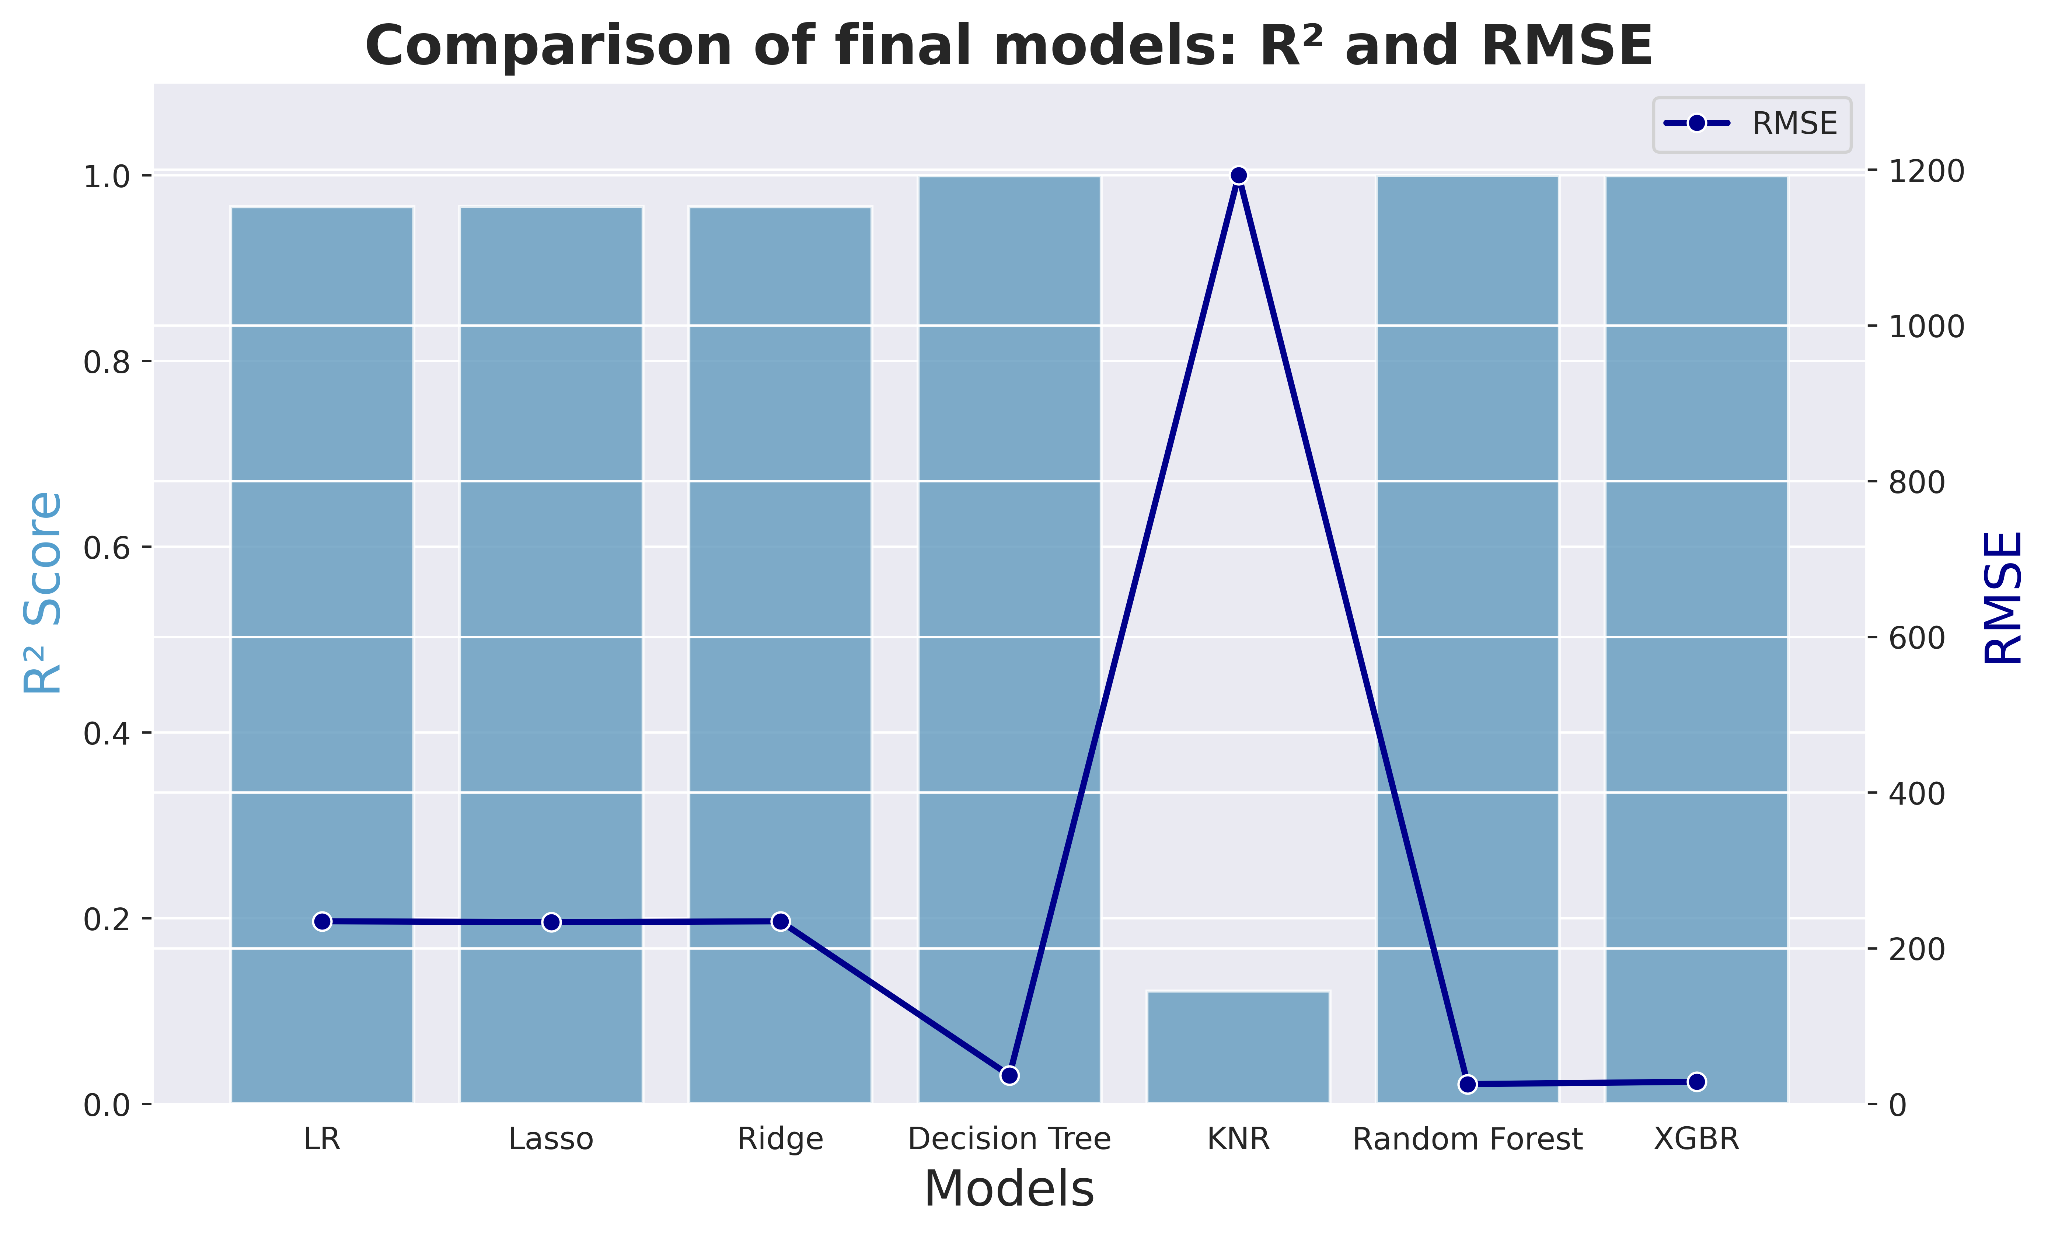 Comparison of final models: R² and RMSE
RMSE
R² Score
1.0
0.8
0.6
0.4
0.2
0.0
1200
1000
800
600
400
200
0
RMSE
LR
Lasso
Ridge
Decision Tree
KNR
Random Forest
XGBR
Models